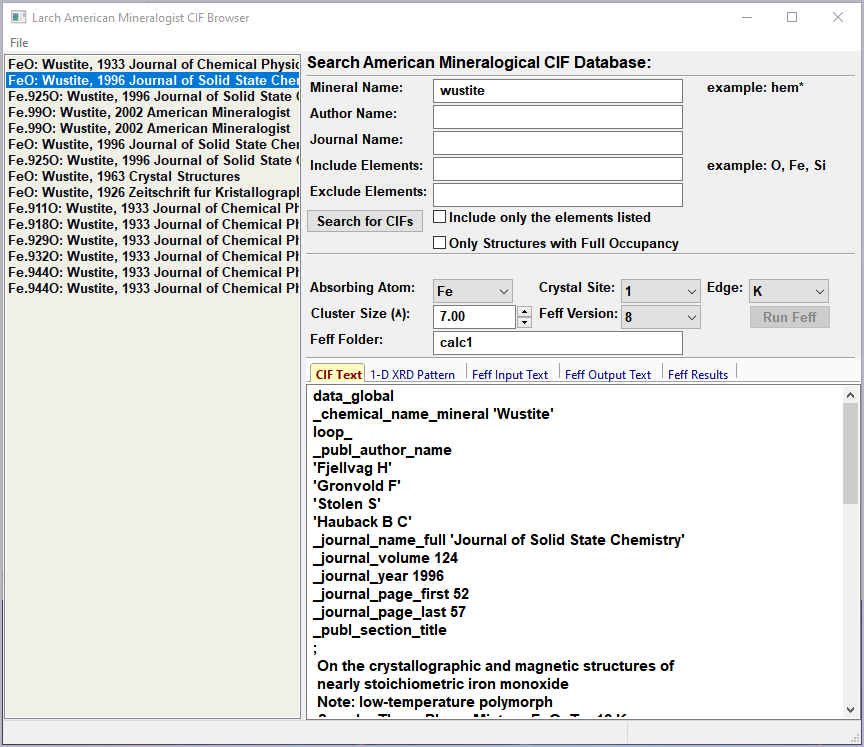 Larch American Mineralogist CIF Browser
File
FeO: Wustite, 1933 Journal of Chemical Physic
FeO: Wustite, 1996 Journal of Solid State Cher
Fe.925O: Wustite, 1996 Journal of Solid State
Fe.99O: Wustite, 2002 American Mineralogist
Fe.99O: Wustite, 2002 American Mineralogist
FeO: Wustite, 1996 Journal of Solid State Cher
Fe.925O: Wustite, 1996 Journal of Solid State
FeO: Wustite, 1963 Crystal Structures
FeO: Wustite, 1926 Zeitschrift fur Kristallograpl
Fe.911O: Wustite, 1933 Journal of Chemical Pł
Fe.918O: Wustite, 1933 Journal of Chemical Pł
Fe.929O: Wustite, 1933 Journal of Chemical Pł
Fe.932O: Wustite, 1933 Journal of Chemical Pł
Fe.944O: Wustite, 1933 Journal of Chemical Pł
Fe.944O: Wustite, 1933 Journal of Chemical Pł
Search American Mineralogical CIF Database:
Mineral Name: wustite example: hem*
Author Name:
Journal Name:
Include Elements: example: O, Fe, Si
Exclude Elements:
Search for CIFs Include only the elements listed
Only Structures with Full Occupancy
Absorbing Atom: Fe Crystal Site: 1 Edge: K
Cluster Size (Å): 7.00 Feff Version: 8 Run Feff
Feff Folder: calc1
CIF Text 1-D XRD Pattern Feff Input Text Feff Output Text Feff Results
data_global
_chemical_name_mineral 'Wustite'
loop_
_publ_author_name
'Fjellvag H'
'Gronvold F'
'Stolen S'
'Hauback B C'
_journal_name_full 'Journal of Solid State Chemistry'
_journal_volume 124
_journal_year 1996
_journal_page_first 52
_journal_page_last 57
_publ_section_title
;
On the crystallographic and magnetic structures of
nearly stoichiometric iron monoxide
Note: low-temperature polymorph